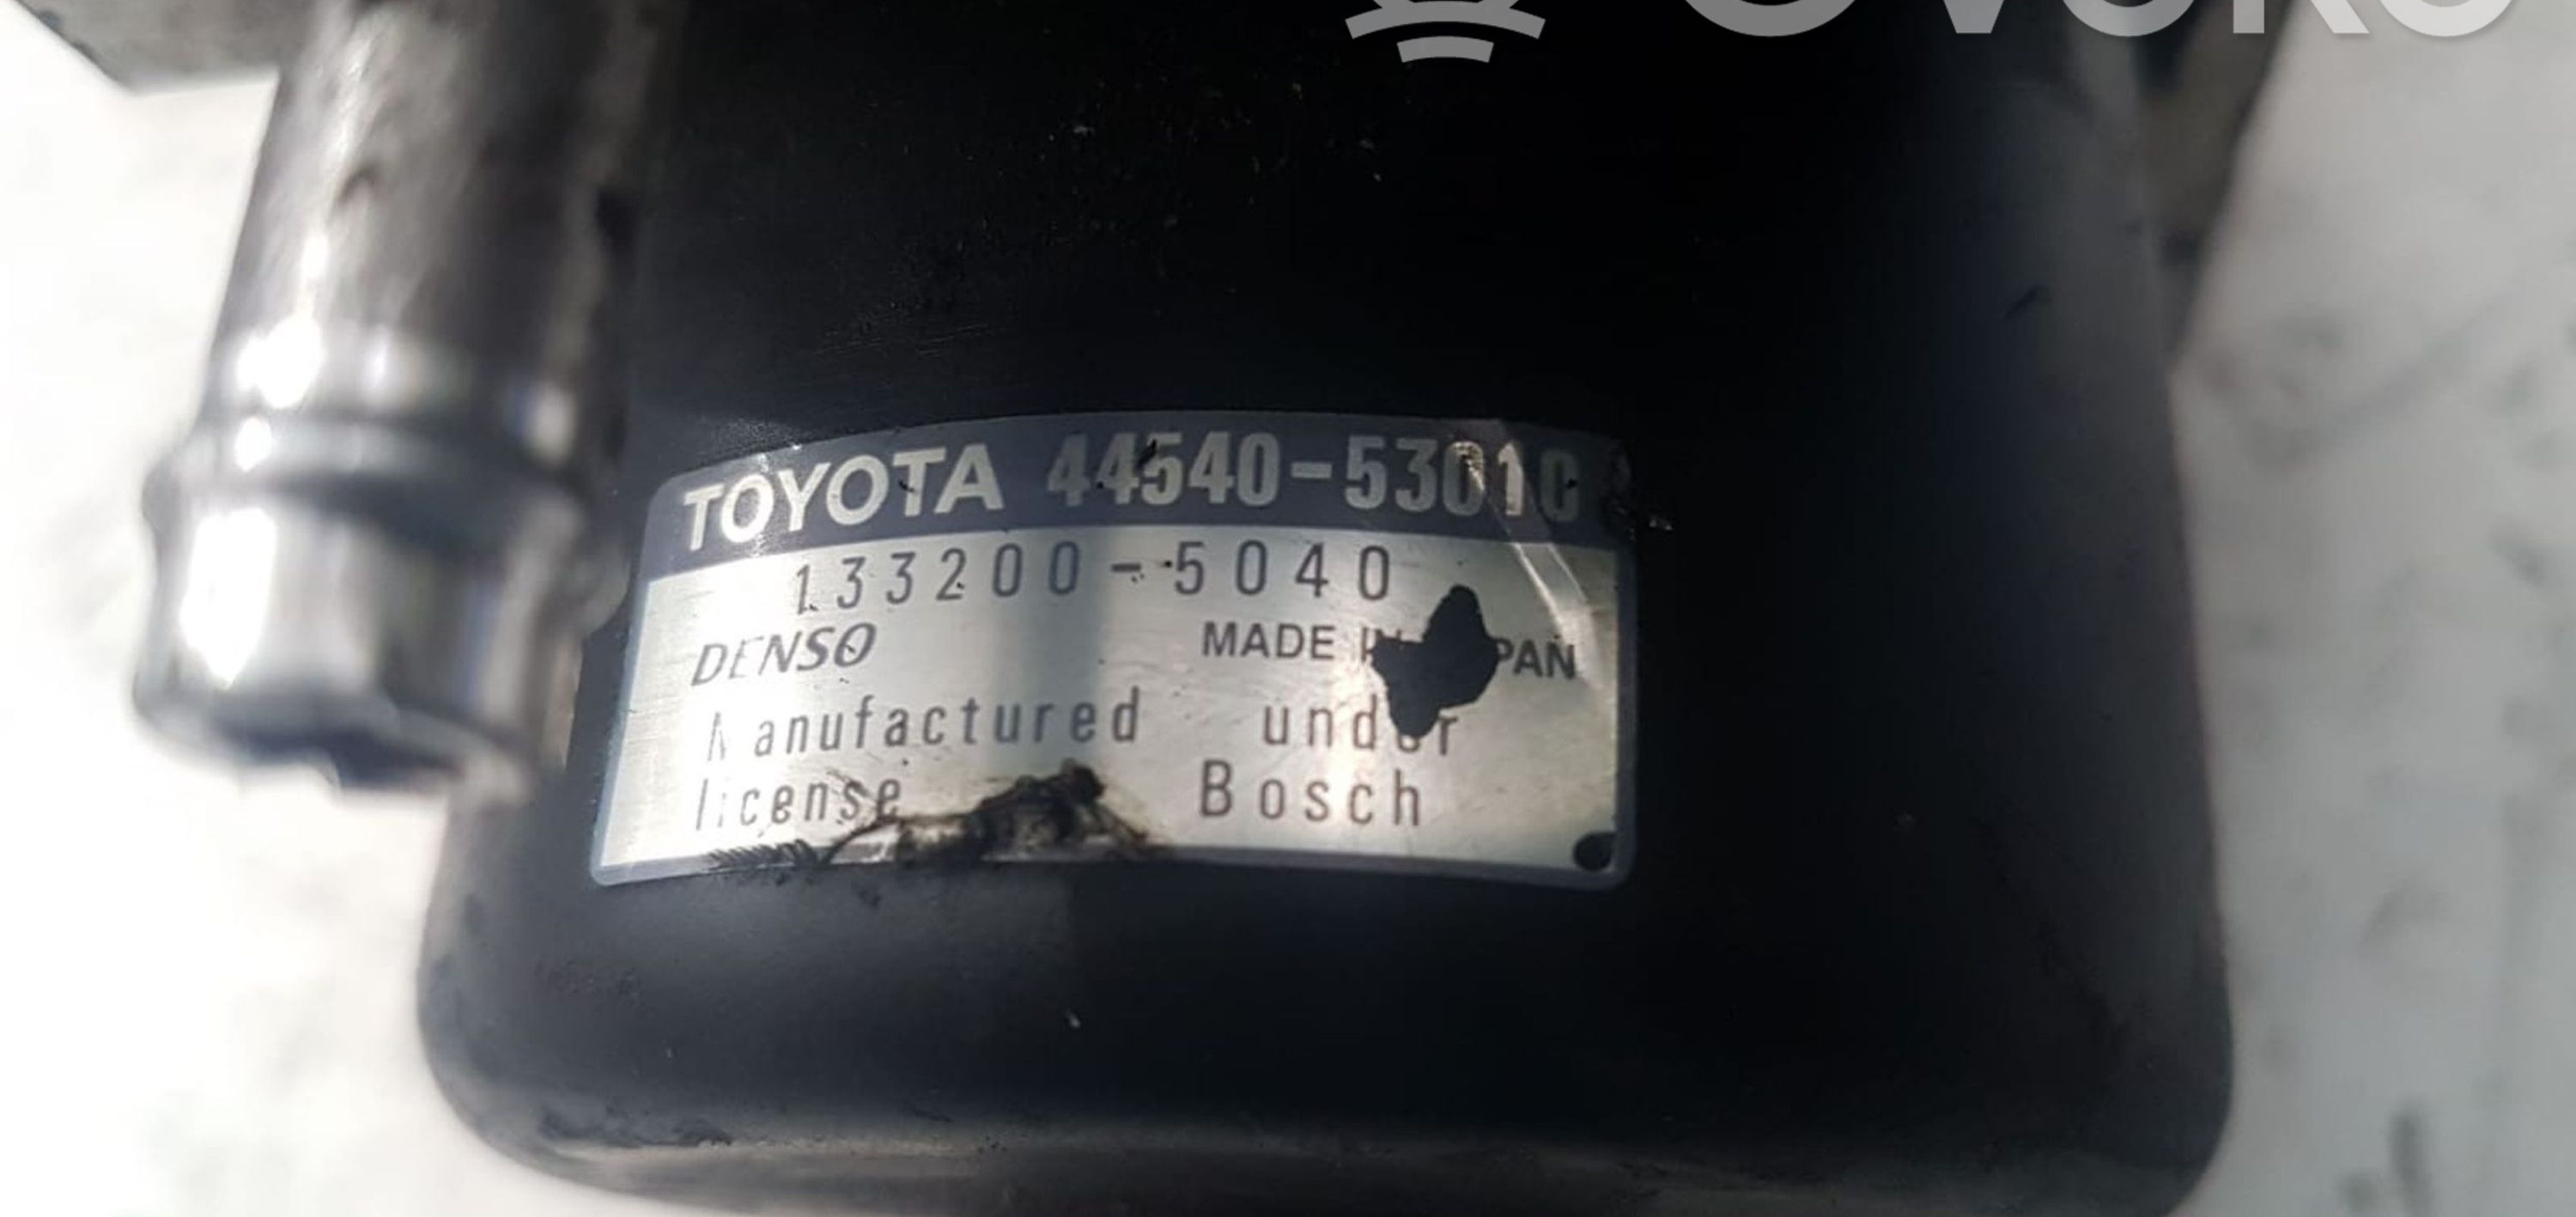 TOYOTA 44540-53010
133200-5040
DENSO MADE IN JAPAN
Manufactured under
license Bosch